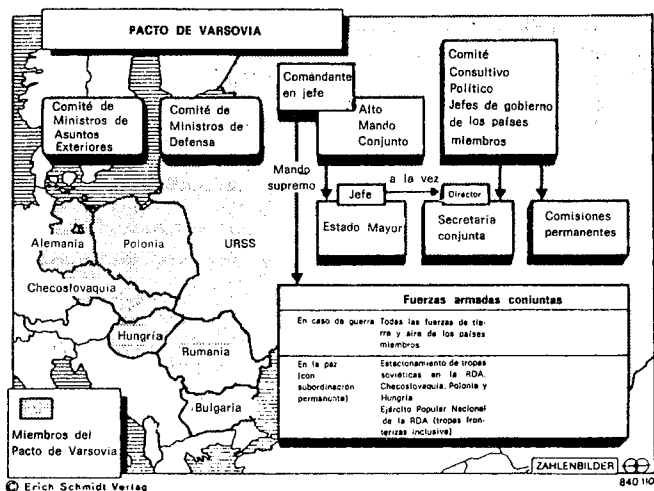 PACTO DE VARSOVIA
Comité de
Ministros de
Asuntos
Exteriores
Comité de
Ministros de
Defensa
Comandante
en jefe
Alto
Mando
Conjunto
Comité
Consultivo
Político
Jefes de gobierno
de los países
miembros
Mando
supremo
a la vez
Jefe
Director
Estado Mayor
Secretaria
conjunta
Comisiones
permanentes
Alemania
Polonia
URSS
Checoslovaquia
Hungría
Rumania
Bulgaria
Fuerzas armadas conjuntas
En caso de guerra Todas las fuerzas de tie-
rra y aire de los países
miembros
En la paz
(con
subordinación
permanente)
Estacionamiento de tropas
soviéticas en la RDA.
Checoslovaquia, Polonia y
Hungría
Ejército Popular Nacional
de la RDA (tropas fron-
terizas inclusive)
Miembros del
Pacto de Varsovia
ZAHLENBILDER
840 110
© Erich Schmidt Verlag